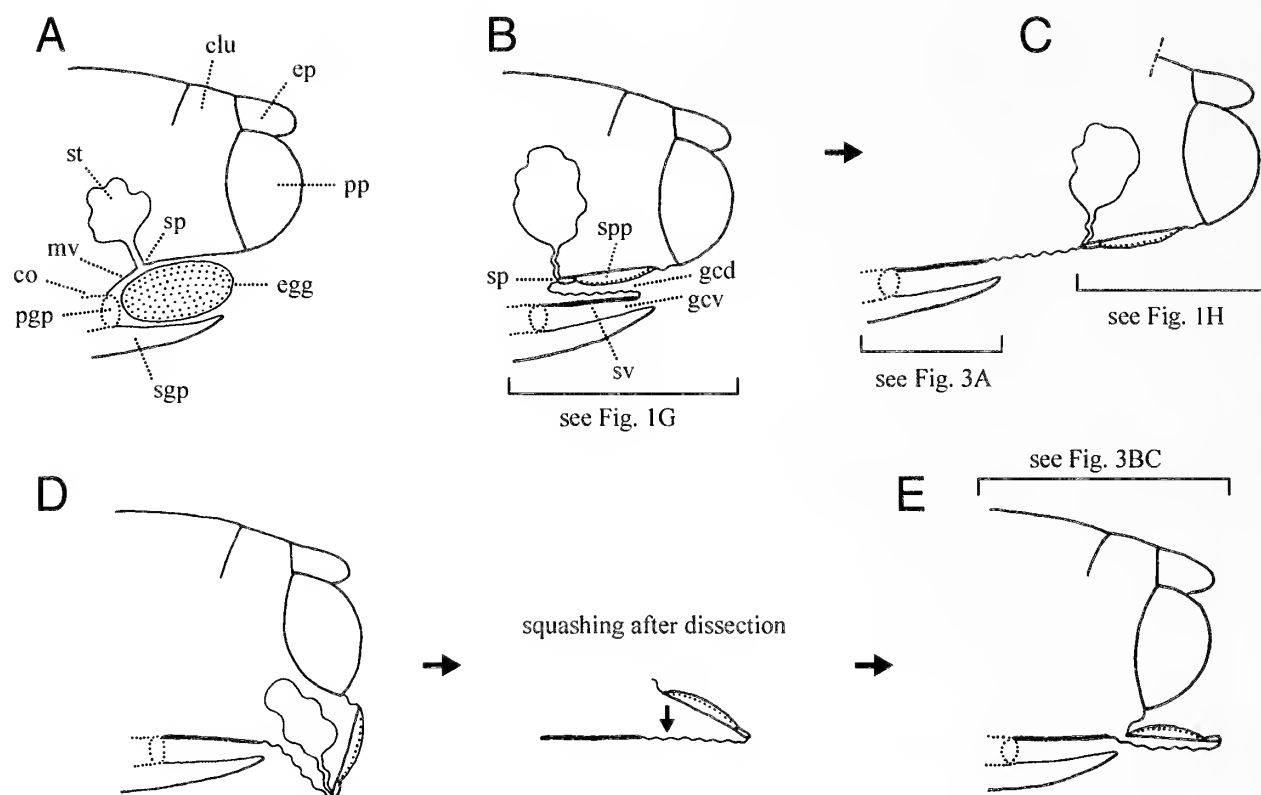 A
clu
ep
st
pp
sp
mv
co
egg
pgp
sgp
B
spp
sp
gcd
gcv
sv
see Fig. 1G
C
see Fig. 1H
see Fig. 3A
D
squashing after dissection
E
see Fig. 3BC